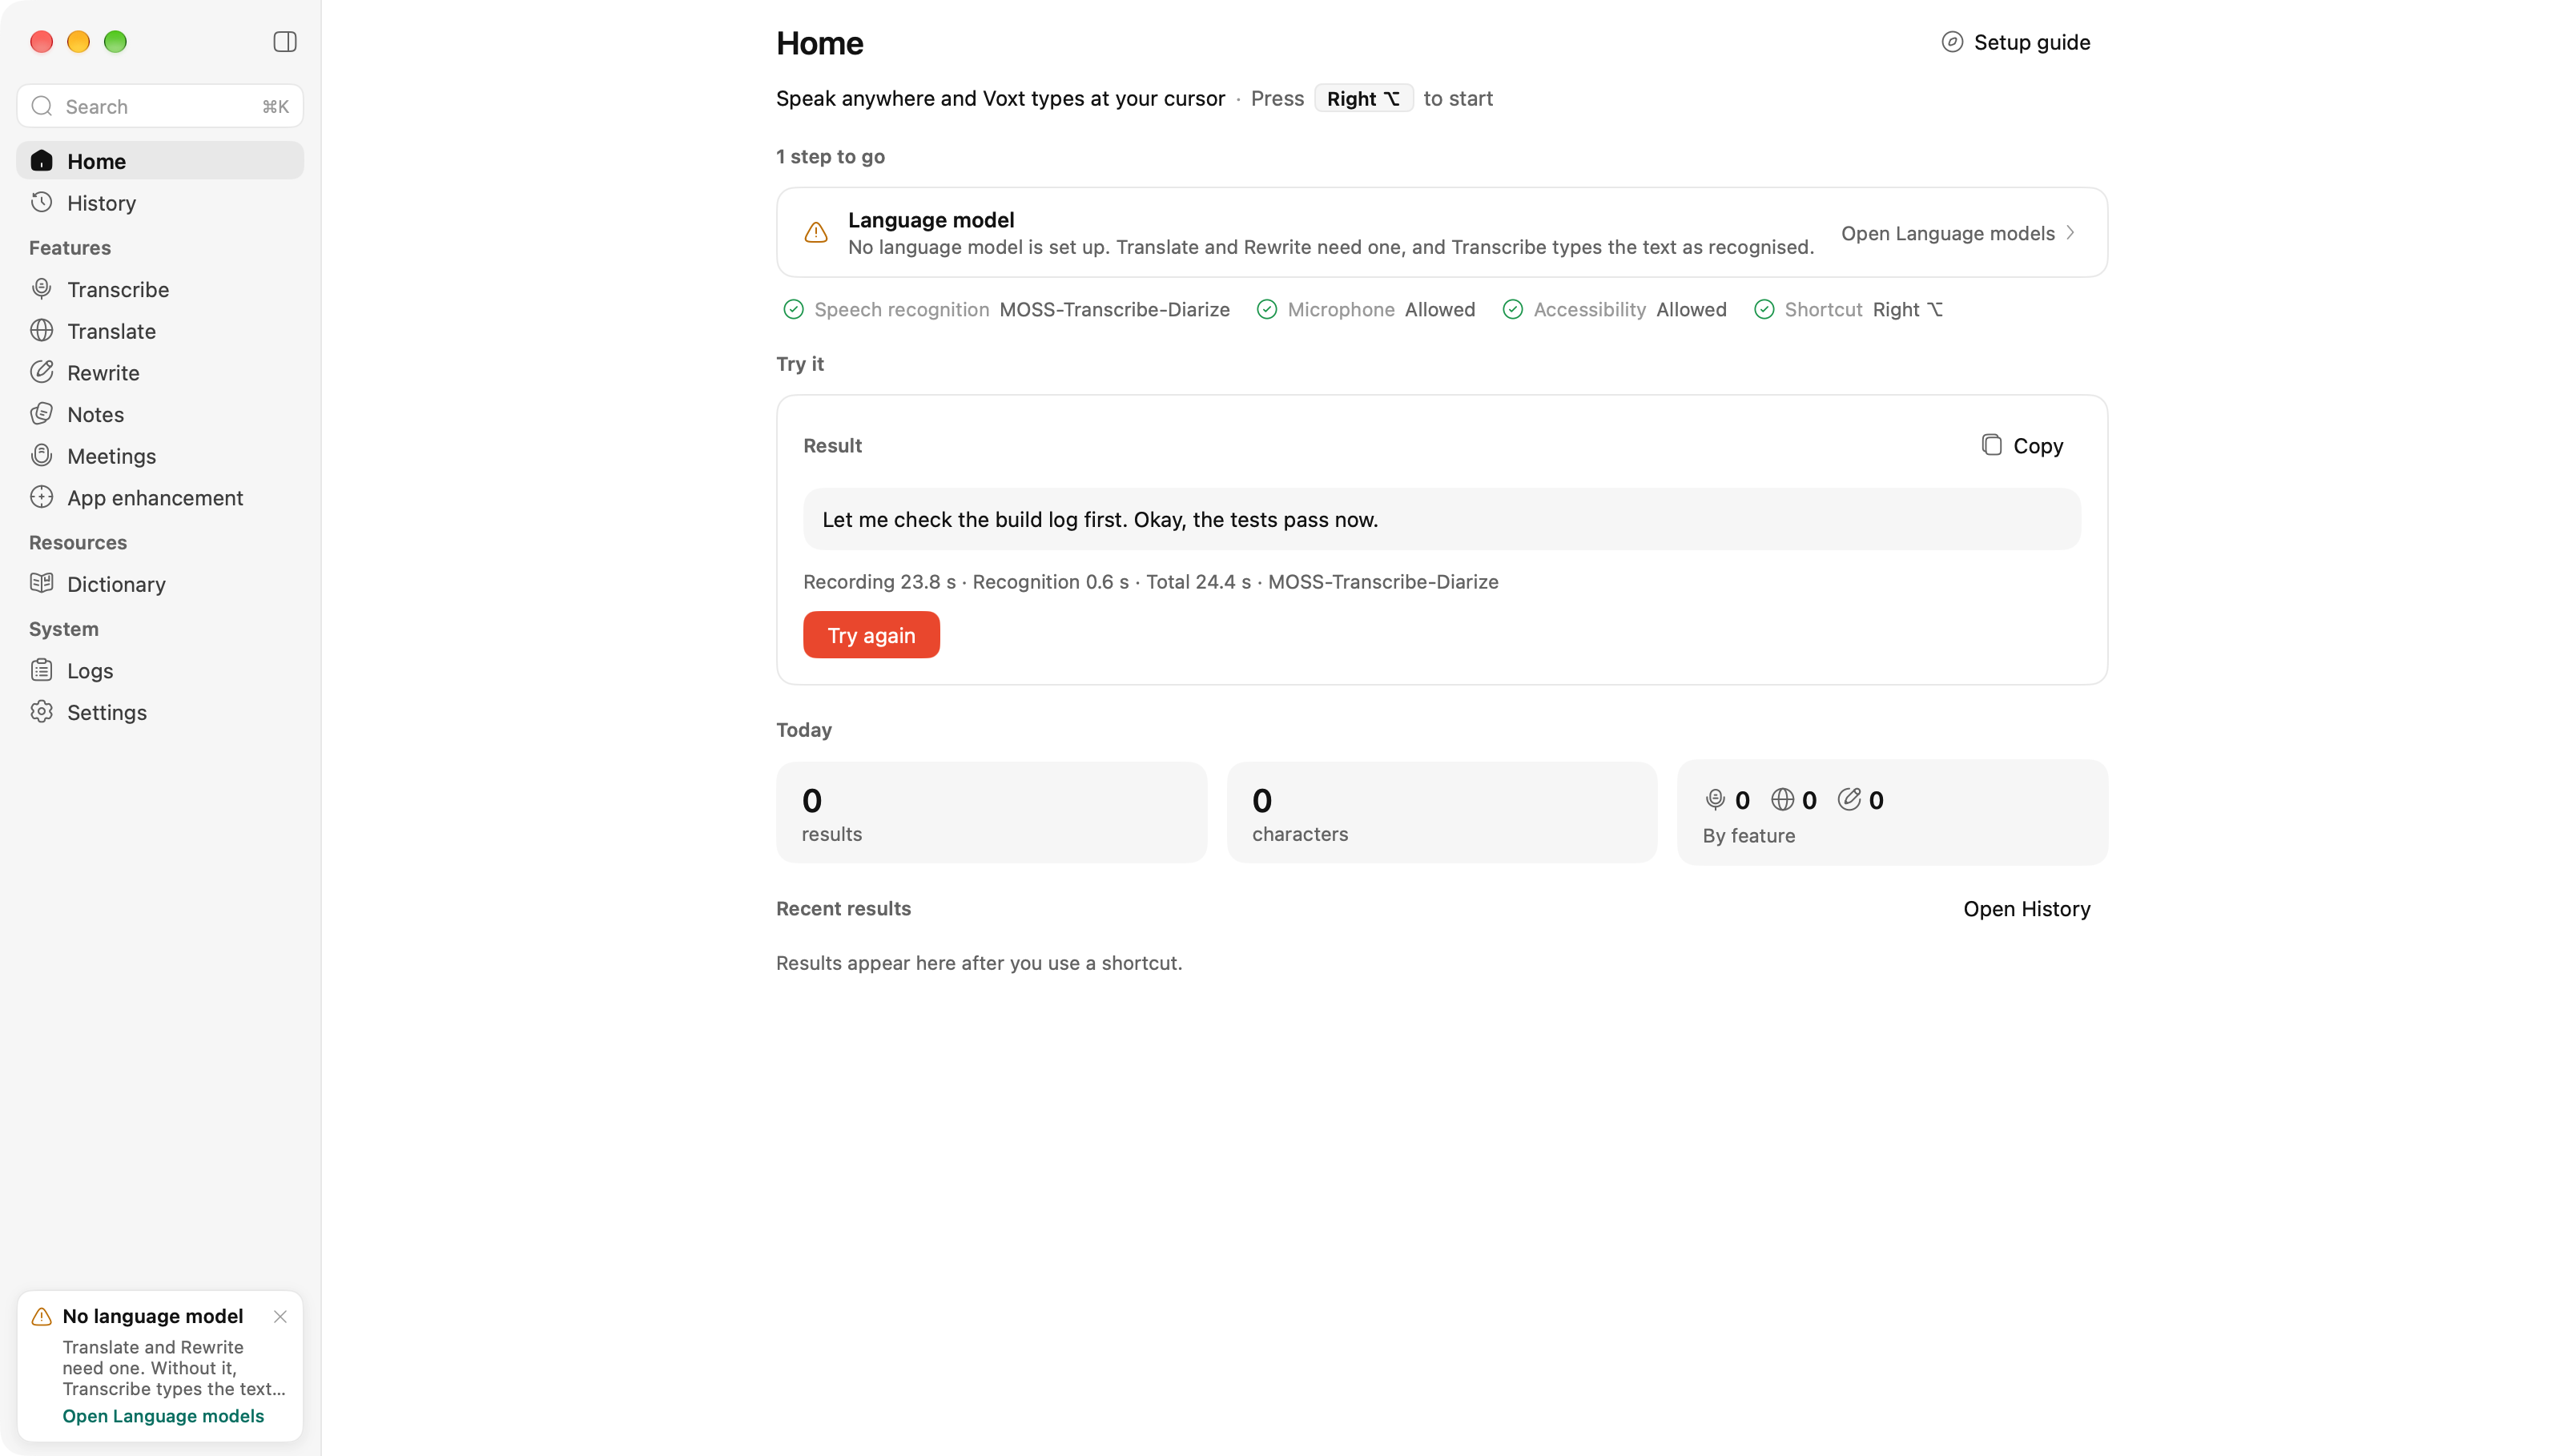 Search
⌘K
Home
History
Features
Transcribe
Translate
Rewrite
Notes
Meetings
App enhancement
Resources
Dictionary
System
Logs
Settings
No language model
Translate and Rewrite
need one. Without it,
Transcribe types the text...
Open Language models
Home
Setup guide
Speak anywhere and Voxt types at your cursor · Press Right ⌥ to start
1 step to go
Language model
No language model is set up. Translate and Rewrite need one, and Transcribe types the text as recognised.
Open Language models
Speech recognition MOSS-Transcribe-Diarize Microphone Allowed Accessibility Allowed Shortcut Right ⌥
Try it
Result
Copy
Let me check the build log first. Okay, the tests pass now.
Recording 23.8 s · Recognition 0.6 s · Total 24.4 s · MOSS-Transcribe-Diarize
Try again
Today
0
results
0
characters
0 0 0
By feature
Recent results
Open History
Results appear here after you use a shortcut.